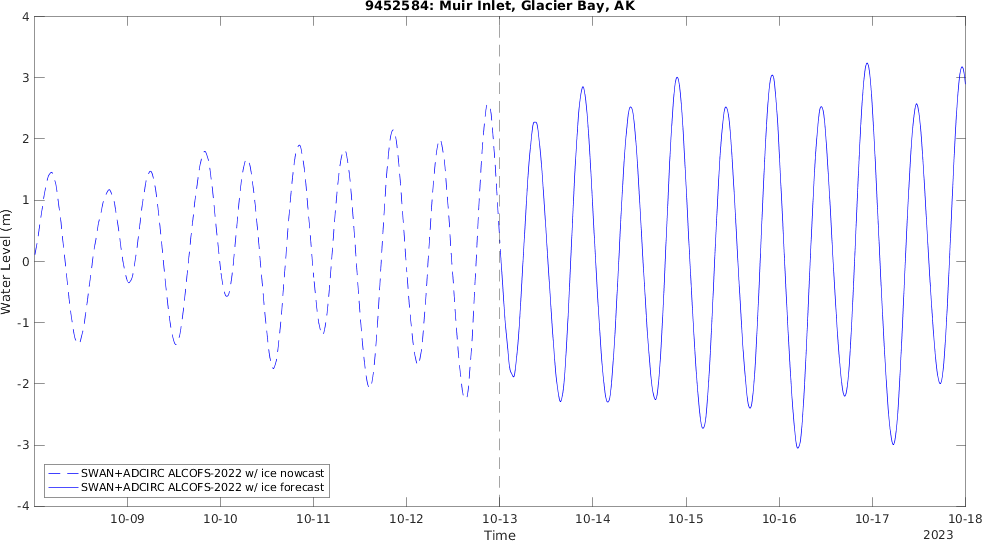 9452584: Muir Inlet, Glacier Bay, AK
4
3
2
1
0
-1
-2
-3
-4
Water Level (m)
SWAN+ADCIRC ALCOFS-2022 w/ ice nowcast
SWAN+ADCIRC ALCOFS-2022 w/ ice forecast
10-09 10-10 10-11 10-12 10-13 10-14 10-15 10-16 10-17 10-18
Time
2023